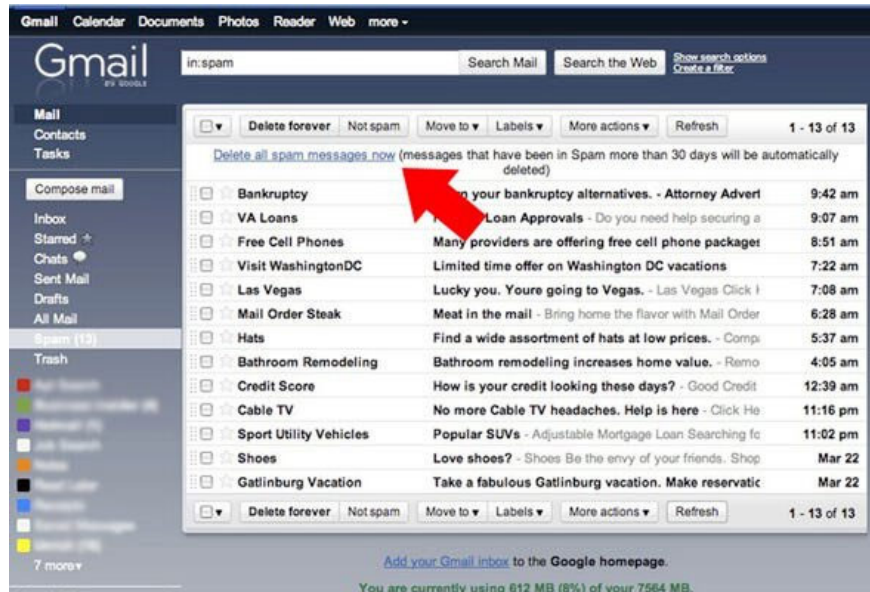 Gmail Calendar Documents Photos Reader Web more
Gmail
BY GOOGLE
in:spam
Search Mail
Search the Web
Show search options
Create a filter
Mail
Contacts
Tasks
Compose mail
Inbox
Starred
Chats
Sent Mail
Drafts
All Mail
Spam (13)
Trash
7 more
Delete forever Not spam Move to Labels More actions Refresh 1 - 13 of 13
Delete all spam messages now (messages that have been in Spam more than 30 days will be automatically
deleted)
Bankruptcy your bankruptcy alternatives. - Attorney Advert 9:42 am
VA Loans Loan Approvals - Do you need help securing a 9:07 am
Free Cell Phones Many providers are offering free cell phone packages 8:51 am
Visit WashingtonDC Limited time offer on Washington DC vacations 7:22 am
Las Vegas Lucky you. Youre going to Vegas. - Las Vegas Click 7:08 am
Mail Order Steak Meat in the mail - Bring home the flavor with Mail Order 6:28 am
Hats Find a wide assortment of hats at low prices. - Compa 5:37 am
Bathroom Remodeling Bathroom remodeling increases home value. - Remo 4:05 am
Credit Score How is your credit looking these days? - Good Credit 12:39 am
Cable TV No more Cable TV headaches. Help is here - Click He 11:16 pm
Sport Utility Vehicles Popular SUVs - Adjustable Mortgage Loan Searching fo 11:02 pm
Shoes Love shoes? - Shoes Be the envy of your friends. Shop Mar 22
Gatlinburg Vacation Take a fabulous Gatlinburg vacation. Make reservatic Mar 22
Delete forever Not spam Move to Labels More actions Refresh 1 - 13 of 13
Add your Gmail inbox to the Google homepage.
You are currently using 612 MB (8%) of your 7564 MB.